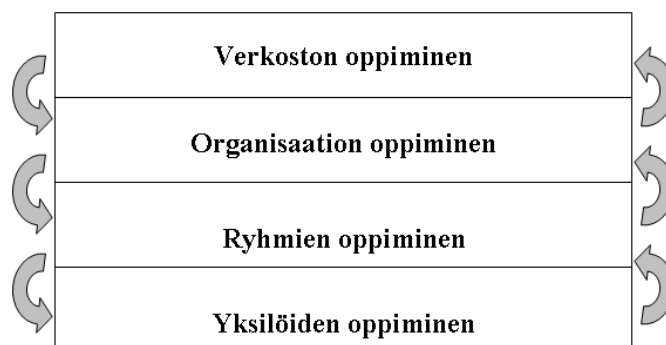 Verkoston oppiminen
Organisaation oppiminen
Ryhmien oppiminen
Yksilöiden oppiminen